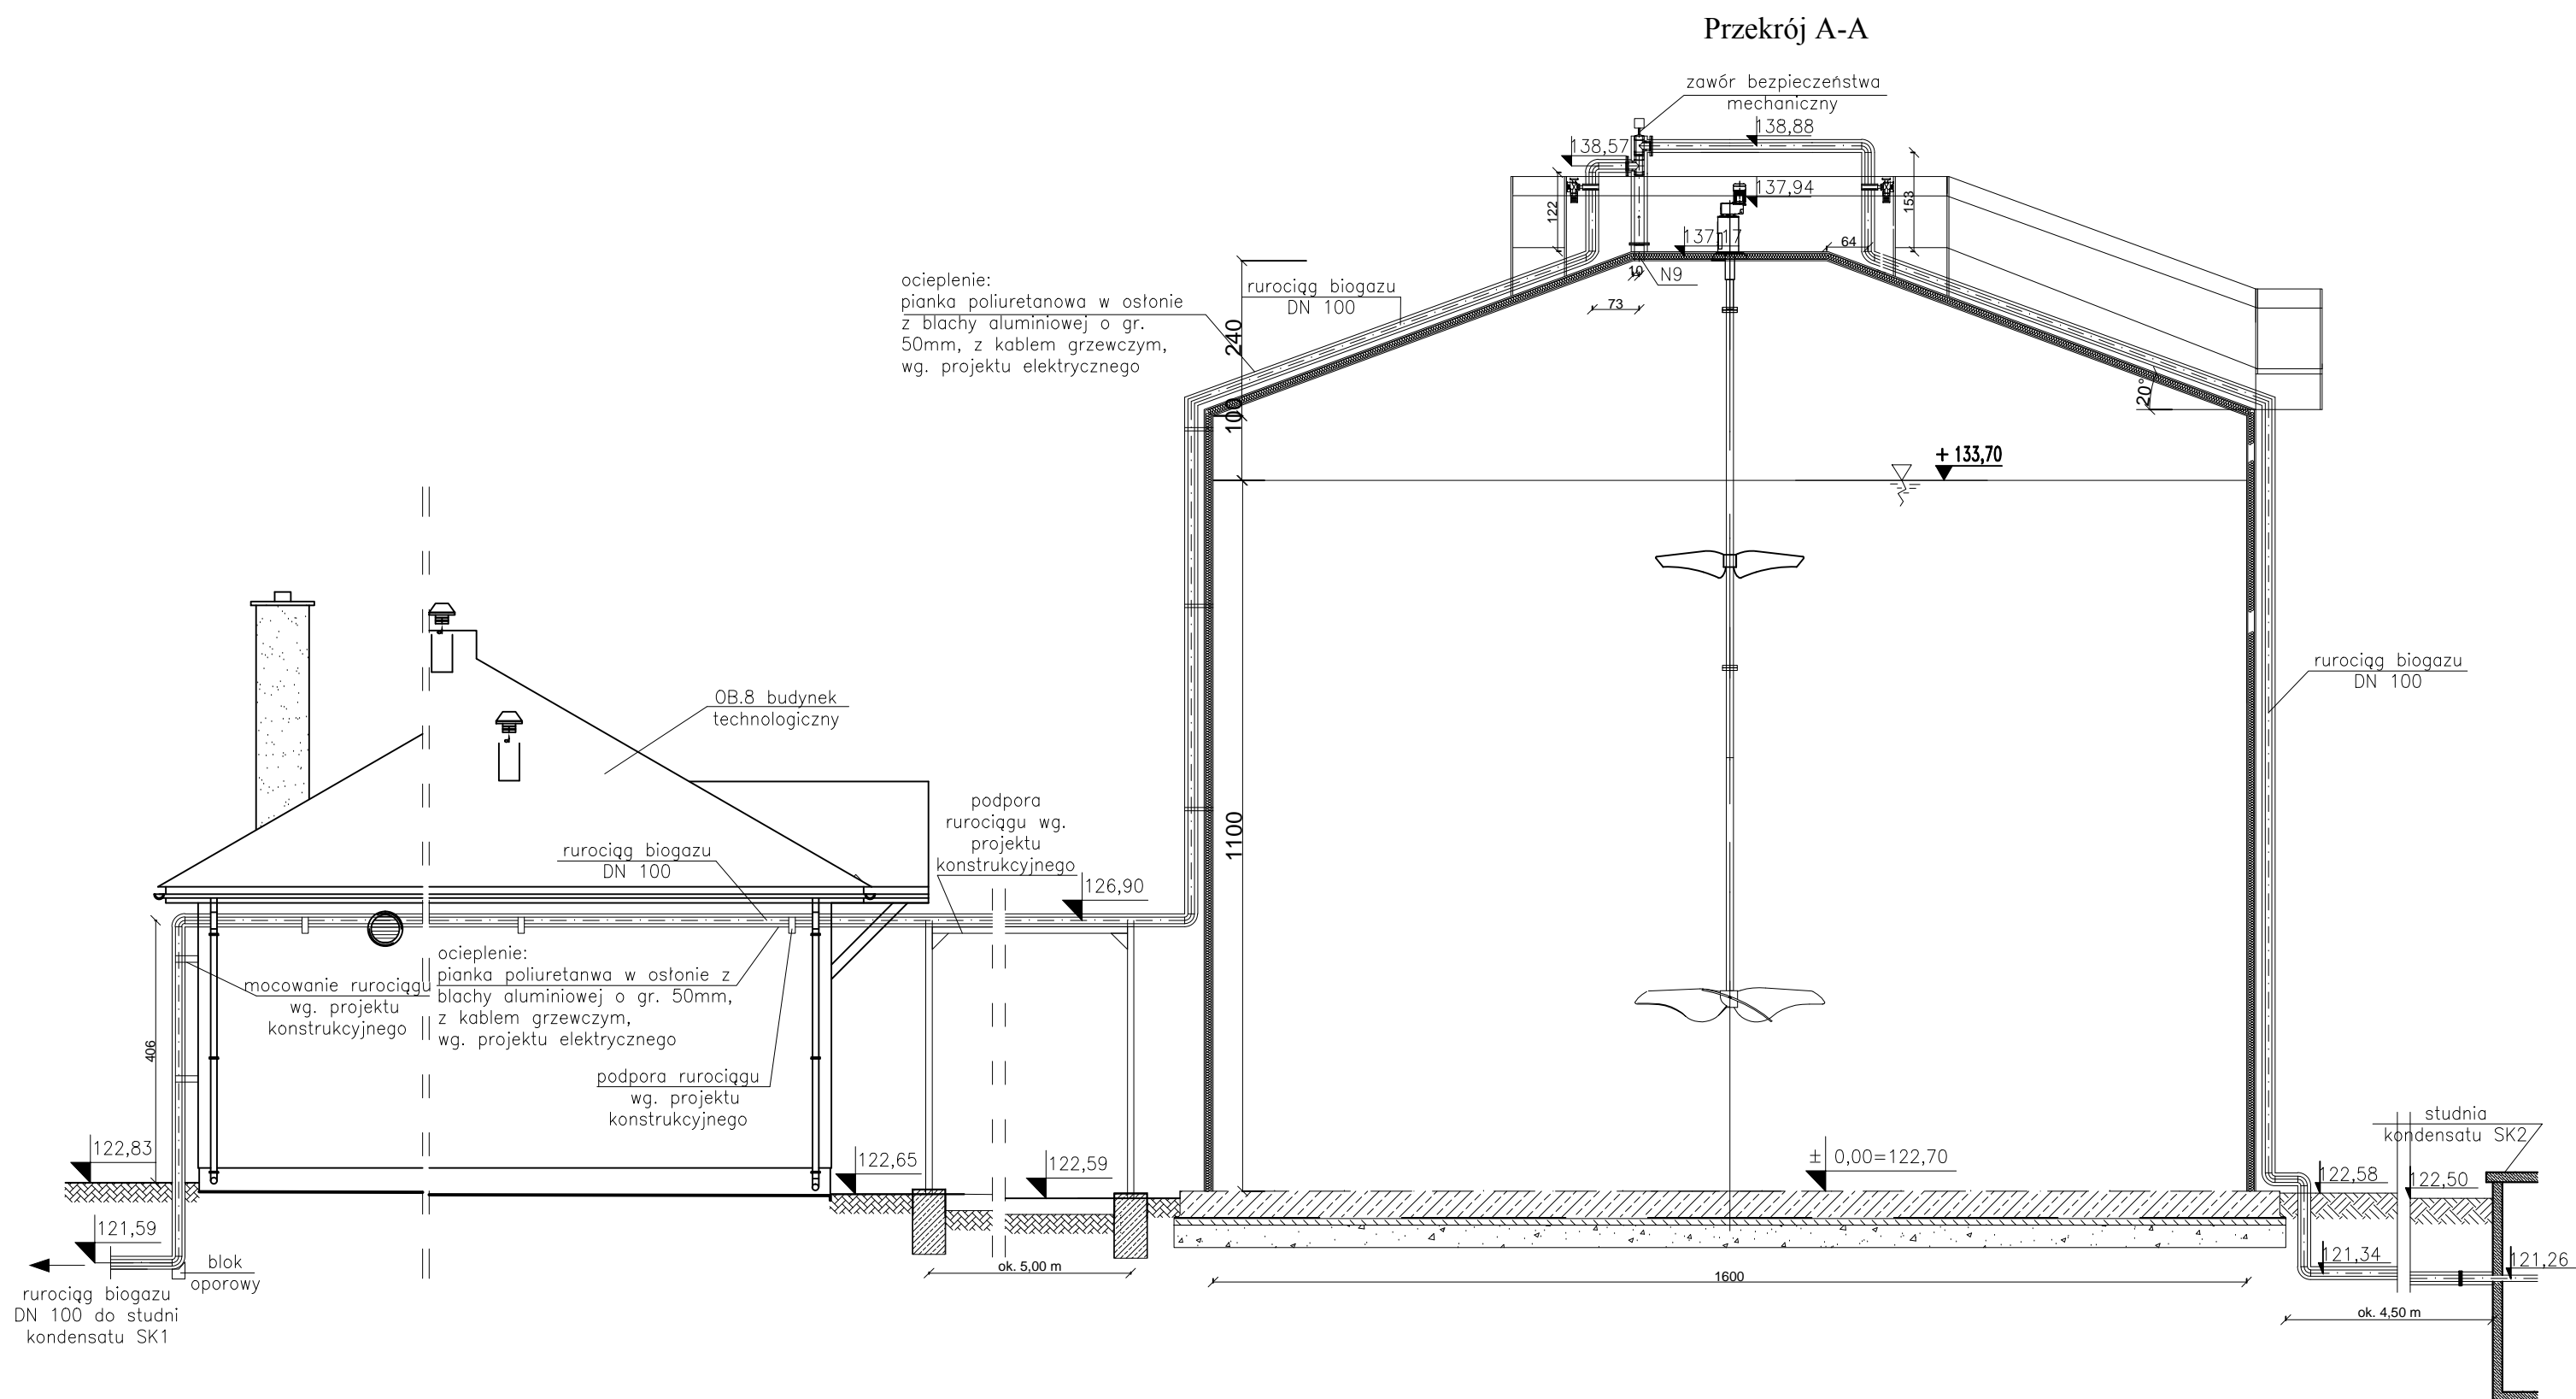 Przekrój A-A
zawór bezpieczeństwa
mechaniczny
138,88
138,57
137,94
122
153
137,17
64
10
N9
73
ocieplenie:
pianka poliuretanowa w osłonie
z blachy aluminiowej o gr.
50mm, z kablem grzewczym,
wg. projektu elektrycznego
rurociąg biogazu
DN 100
240
100
20°
+ 133,70
rurociąg biogazu
DN 100
OB.8 budynek
technologiczny
podpora
rurociągu wg.
projektu
konstrukcyjnego
1100
rurociąg biogazu
DN 100
126,90
ocieplenie:
pianka poliuretanwa w osłonie z
blachy aluminiowej o gr. 50mm,
z kablem grzewczym,
wg. projektu elektrycznego
mocowanie rurociągu
wg. projektu
konstrukcyjnego
406
podpora rurociągu
wg. projektu
konstrukcyjnego
122,83
122,65
122,59
± 0,00=122,70
studnia
kondensatu SK2
122,58
122,50
121,59
121,34
121,26
blok
oporowy
ok. 5,00 m
1600
ok. 4,50 m
rurociąg biogazu
DN 100 do studni
kondensatu SK1